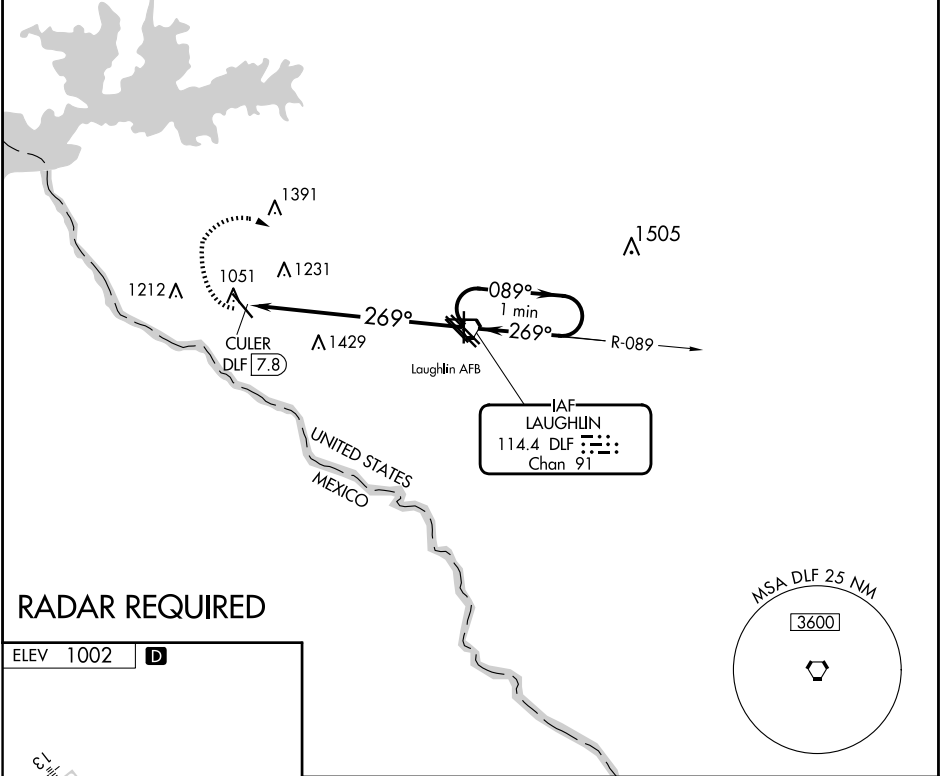 1391
1505
1231
1051
1212
089°
1 min
269°
269°
R-089
CULER
DLF 7.8
1429
Laughlin AFB
IAF
LAUGHLIN
114.4 DLF
Chan 91
UNITED STATES
MEXICO
RADAR REQUIRED
MSA DLF 25 NM
3600
ELEV 1002 D
13